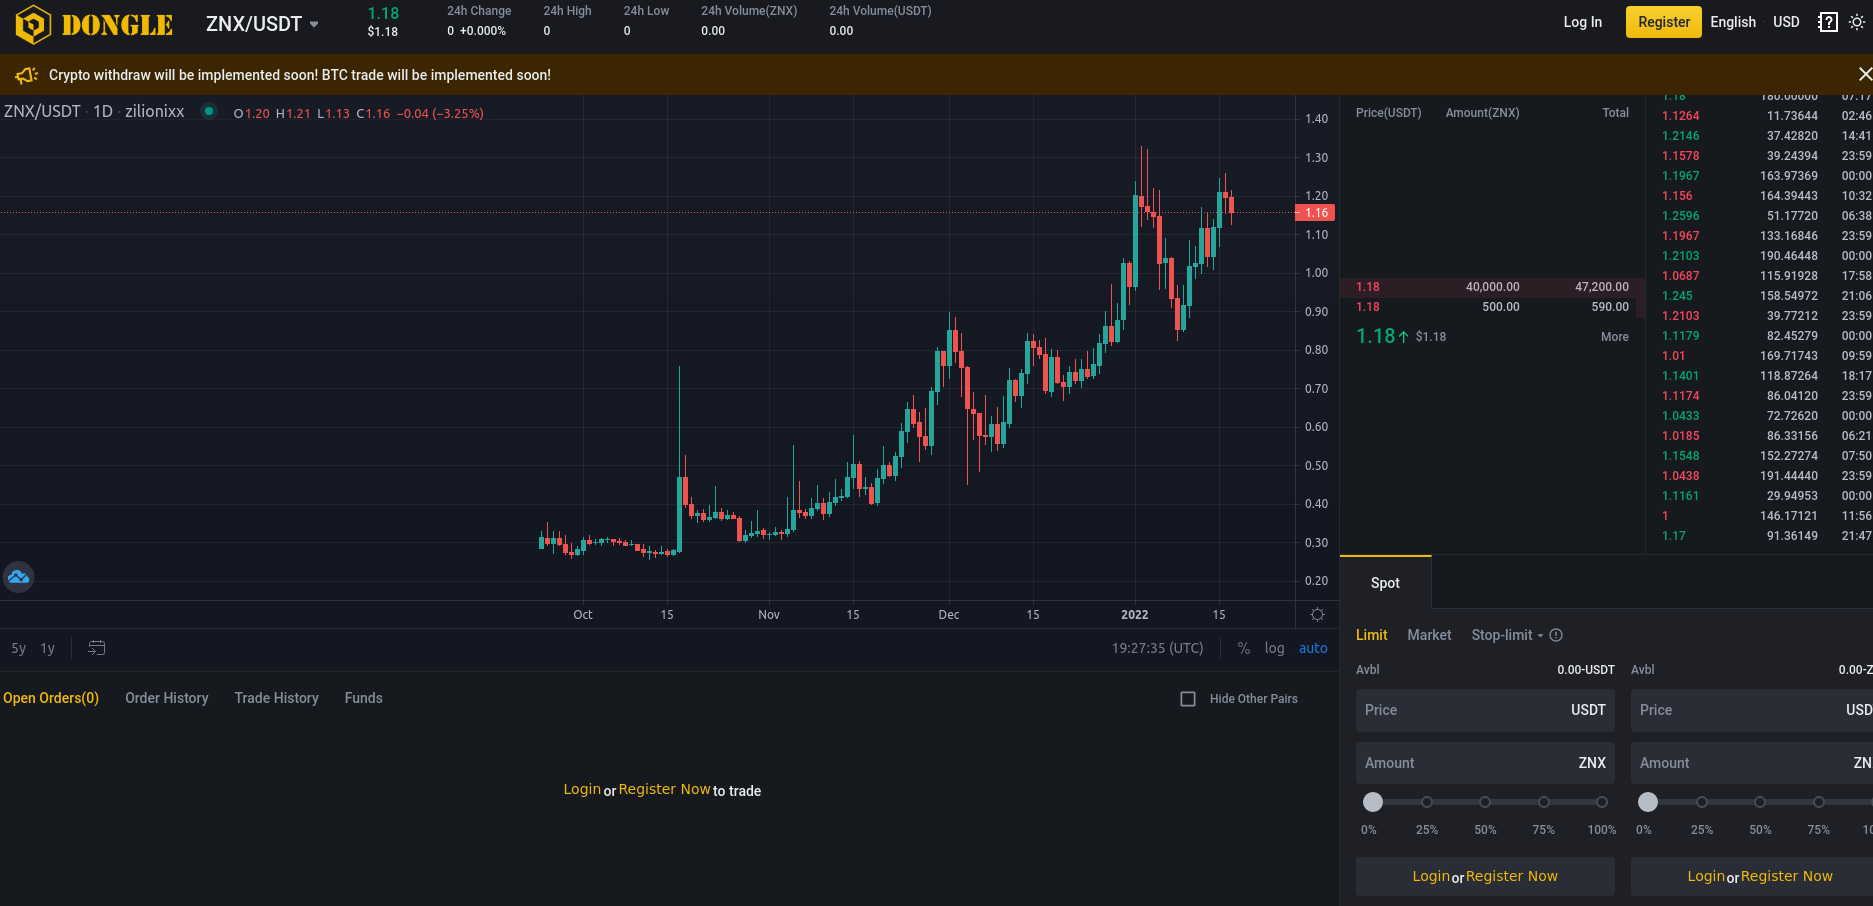 DONGLE
ZNX/USDT
1.18
$1.18
24h Change
0 +0.000%
24h High
0
24h Low
0
24h Volume(ZNX)
0.00
24h Volume(USDT)
0.00
Log In
Register
English
USD
Crypto withdraw will be implemented soon! BTC trade will be implemented soon!
ZNX/USDT · 1D · zilionixx
O1.20 H1.21 L1.13 C1.16 −0.04 (−3.25%)
1.40
1.30
1.20
1.16
1.10
1.00
0.90
0.80
0.70
0.60
0.50
0.40
0.30
0.20
Oct
15
Nov
15
Dec
15
2022
15
5y 1y
19:27:35 (UTC)
% log auto
Price(USDT) Amount(ZNX) Total
1.18 40,000.00 47,200.00
1.18 500.00 590.00
1.18↑ $1.18 More
1.18 180.00000 07:17
1.1264 11.73644 02:46
1.2146 37.42820 14:41
1.1578 39.24394 23:59
1.1967 163.97369 00:00
1.156 164.39443 10:32
1.2596 51.17720 06:38
1.1967 133.16846 23:59
1.2103 190.46448 00:00
1.0687 115.91928 17:58
1.245 158.54972 21:06
1.2103 39.77212 23:59
1.1179 82.45279 00:00
1.01 169.71743 09:59
1.1401 118.87264 18:17
1.1174 86.04120 23:59
1.0433 72.72620 00:00
1.0185 86.33156 06:21
1.1548 152.27274 07:50
1.0438 191.44440 23:59
1.1161 29.94953 00:00
1 146.17121 11:56
1.17 91.36149 21:47
Open Orders(0) Order History Trade History Funds
Hide Other Pairs
Login or Register Now to trade
Spot
Limit Market Stop-limit
Avbl 0.00-USDT
Price USDT
Amount ZNX
0% 25% 50% 75% 100%
Login or Register Now
Avbl 0.00-Z
Price USD
Amount ZN
0% 25% 50% 75% 10
Login or Register Now